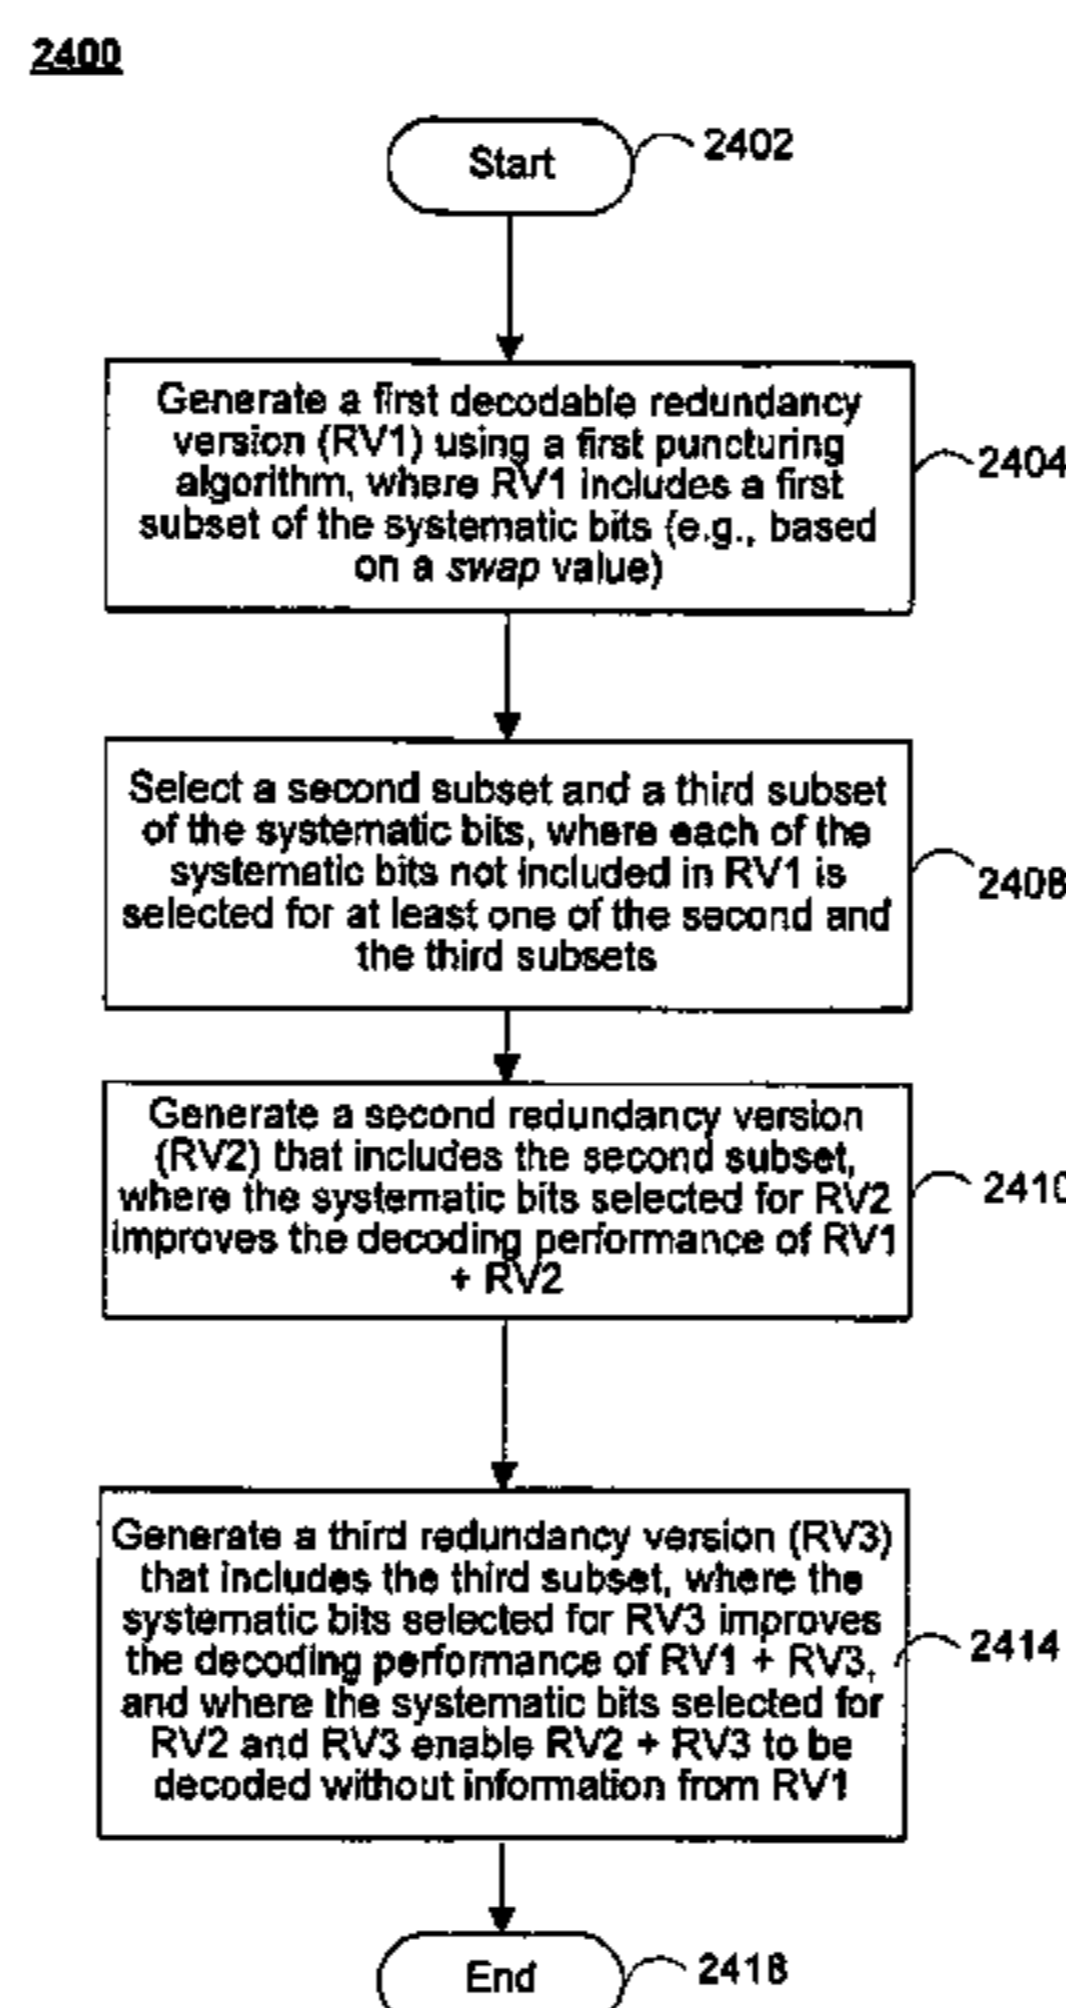 2400
Start
2402
Generate a first decodable redundancy
version (RV1) using a first puncturing
algorithm, where RV1 includes a first
subset of the systematic bits (e.g., based
on a swap value)
2404
Select a second subset and a third subset
of the systematic bits, where each of the
systematic bits not included in RV1 is
selected for at least one of the second and
the third subsets
2408
Generate a second redundancy version
(RV2) that includes the second subset,
where the systematic bits selected for RV2
improves the decoding performance of RV1
+ RV2
2410
Generate a third redundancy version (RV3)
that includes the third subset, where the
systematic bits selected for RV3 improves
the decoding performance of RV1 + RV3,
and where the systematic bits selected for
RV2 and RV3 enable RV2 + RV3 to be
decoded without information from RV1
2414
End
2418